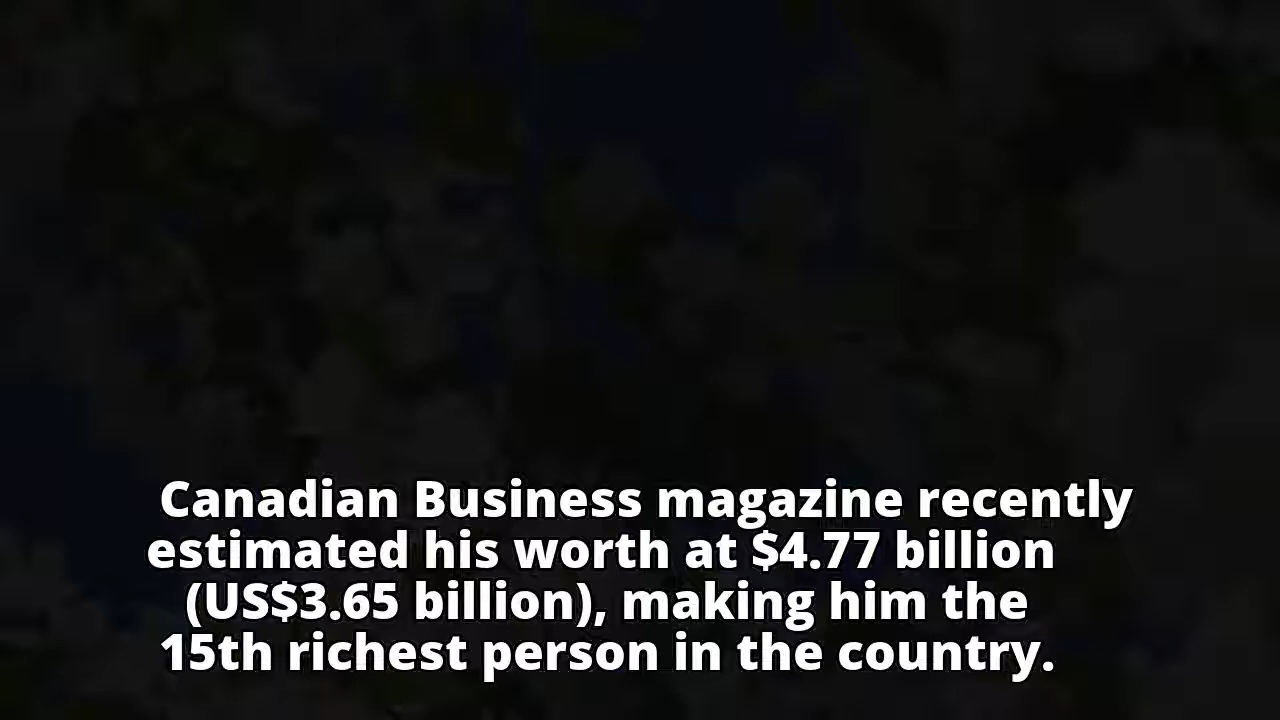 Canadian Business magazine recently
estimated his worth at $4.77 billion
(US$3.65 billion), making him the
15th richest person in the country.